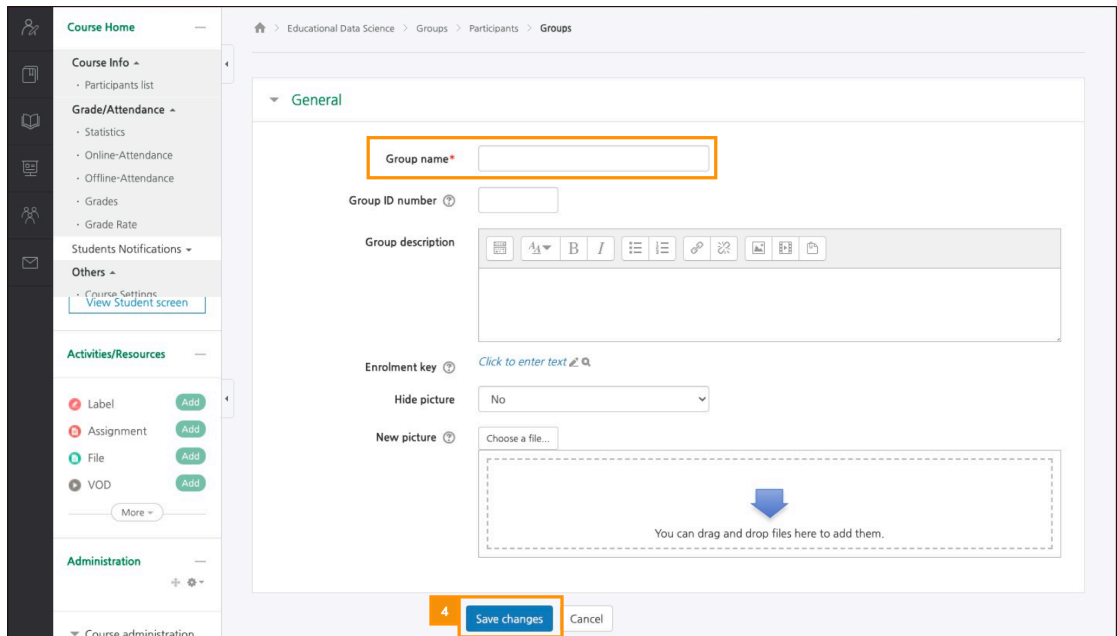 Course Home
Course Info
Participants list
Grade/Attendance
Statistics
Online-Attendance
Offline-Attendance
Grades
Grade Rate
Students Notifications
Others
Course Settings
View Student screen
Activities/Resources
Label Add
Assignment Add
File Add
VOD Add
More
Administration
Course administration
Educational Data Science > Groups > Participants > Groups
General
Group name*
Group ID number ?
Group description
B I
Enrolment key ?
Click to enter text
Hide picture
No
New picture ?
Choose a file...
You can drag and drop files here to add them.
4
Save changes
Cancel